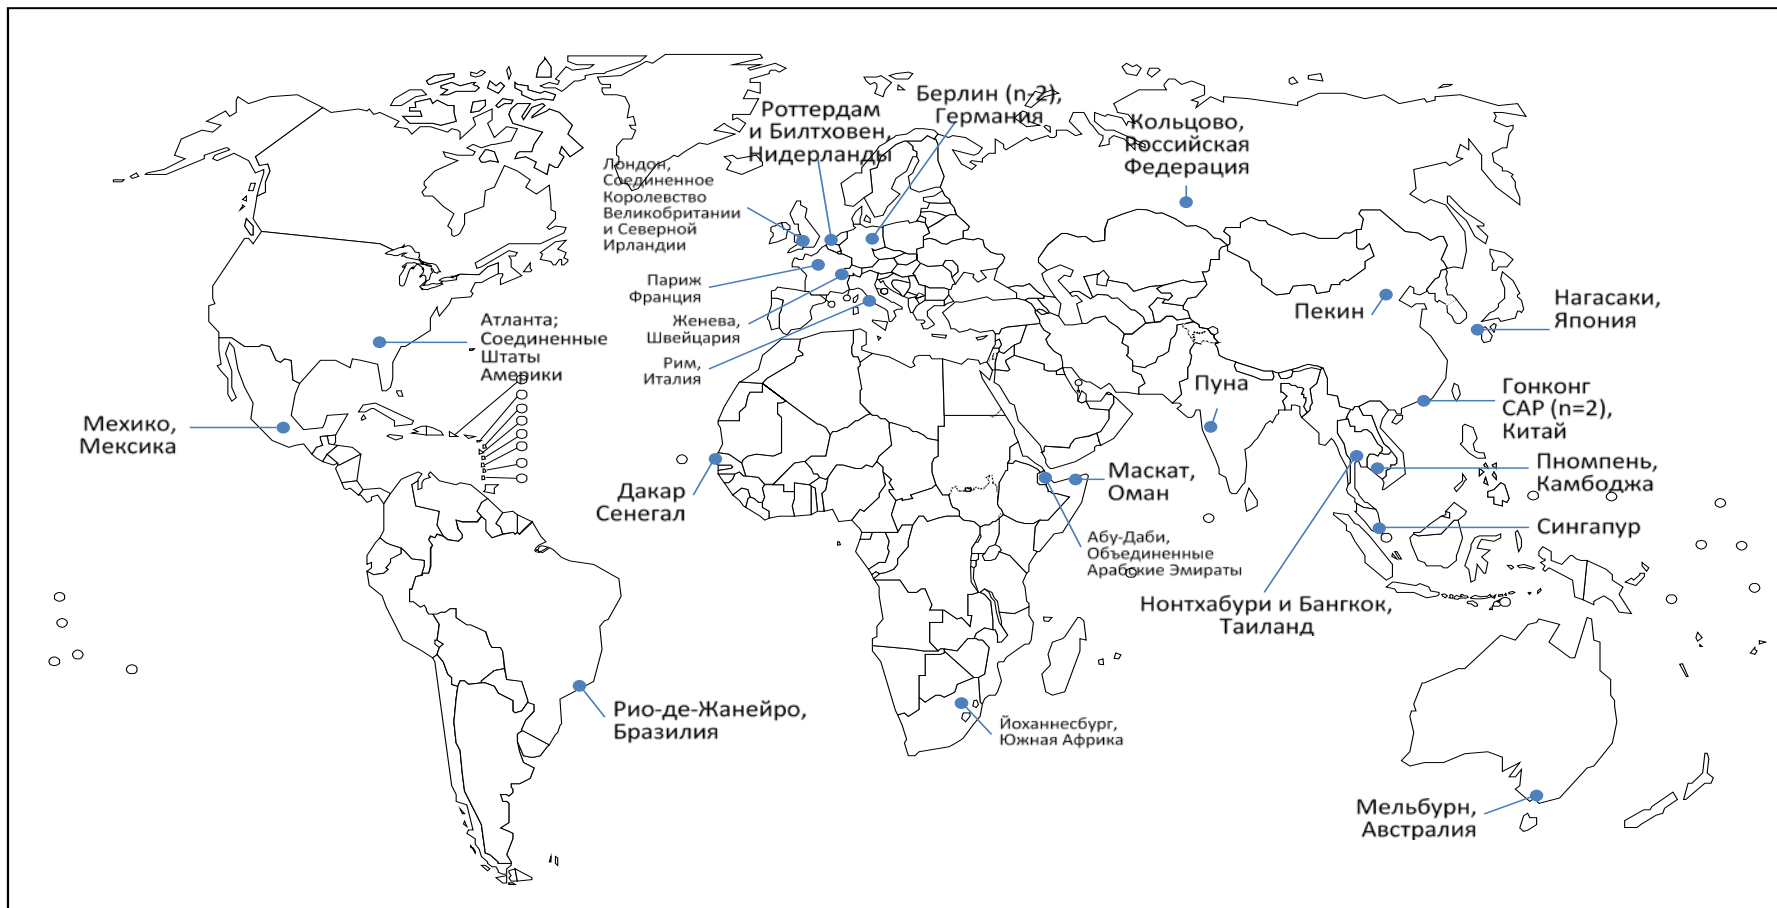 Берлин (n-2),
Германия
Роттердам
и Билтховен,
Нидерланды
Кольцово,
Российская
Федерация
Лондон,
Соединенное
Королевство
Великобритании
и Северной
Ирландии
Париж
Франция
Женева,
Швейцария
Рим,
Италия
Атланта;
Соединенные
Штаты
Америки
Мехико,
Мексика
Дакар
Сенегал
Рио-де-Жанейро,
Бразилия
Йоханнесбург,
Южная Африка
Маскат,
Оман
Абу-Даби,
Объединенные
Арабские Эмираты
Пуна
Пекин
Нагасаки,
Япония
Гонконг
САР (n=2),
Китай
Пномпень,
Камбоджа
Сингапур
Нонтхабури и Бангкок,
Таиланд
Мельбурн,
Австралия